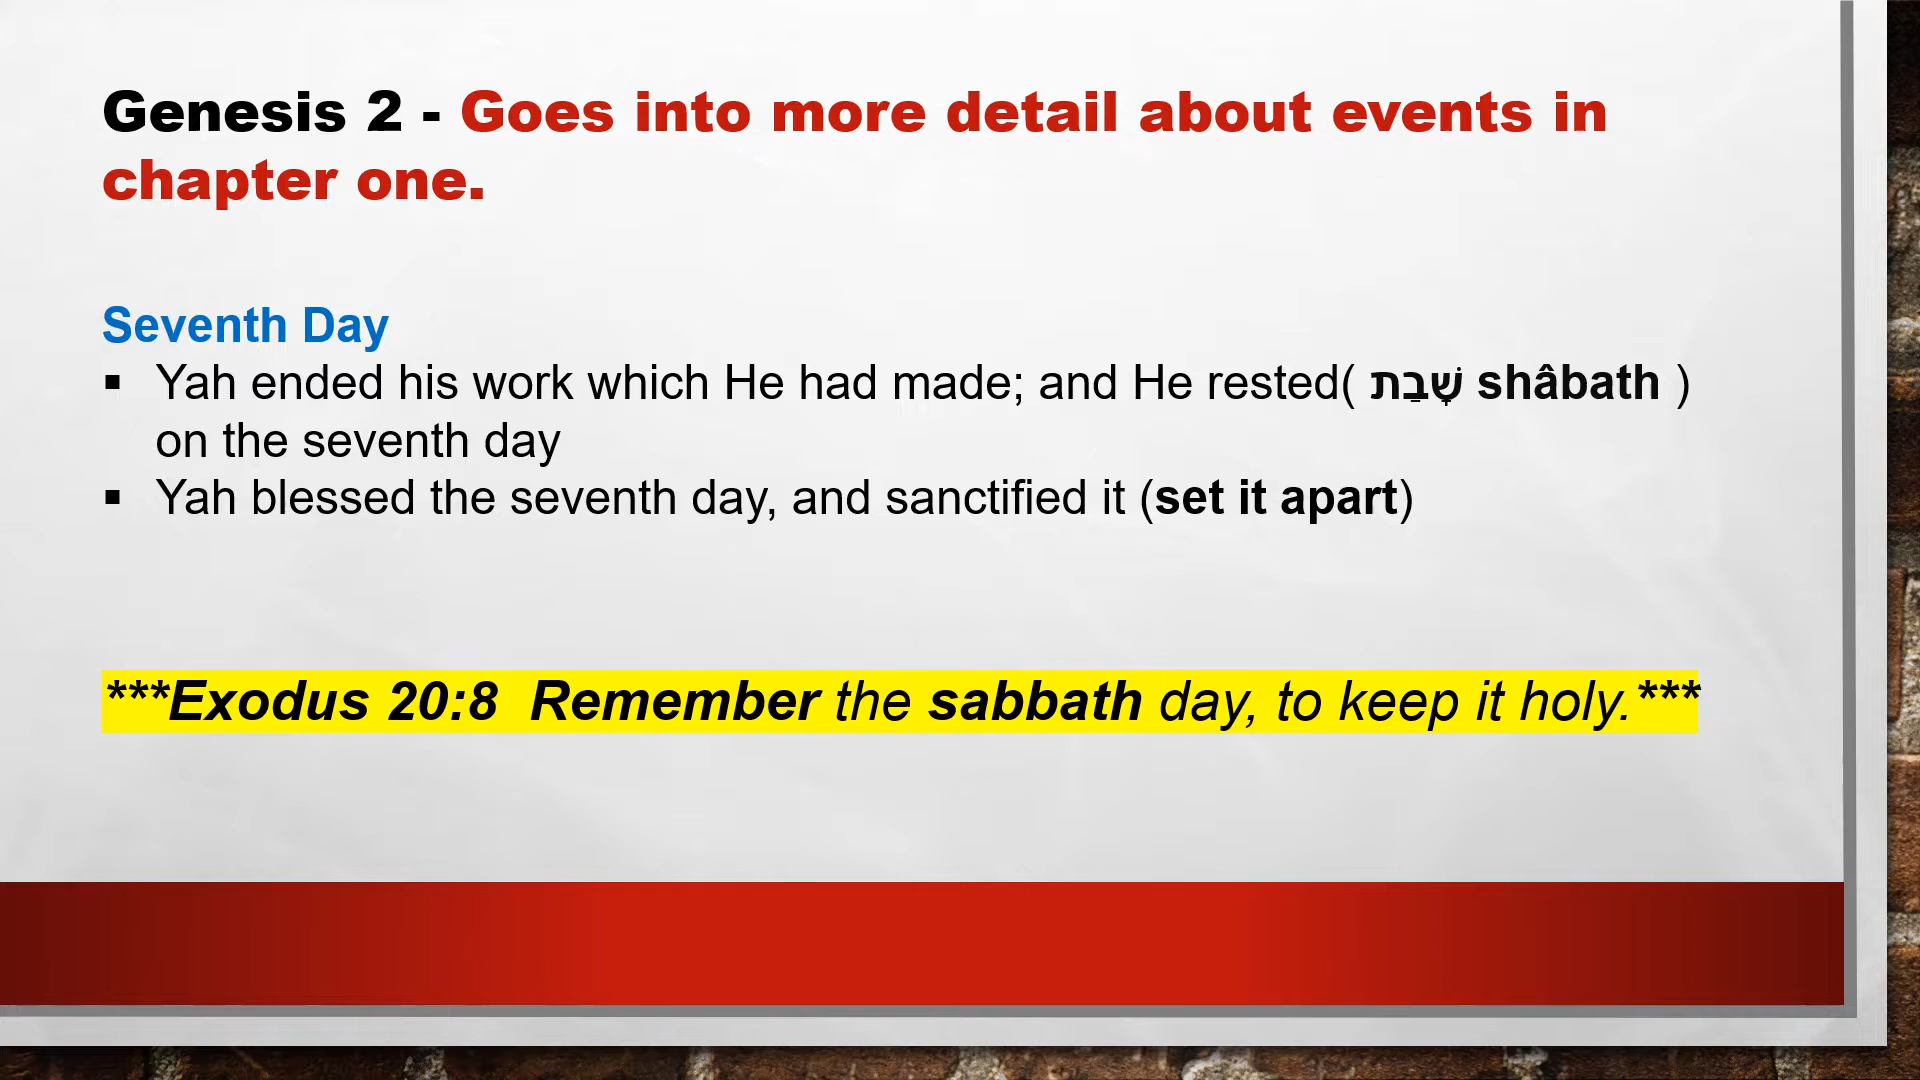 Genesis 2 - Goes into more detail about events in
chapter one.
Seventh Day
▪ Yah ended his work which He had made; and He rested( שָׁבַת shâbath )
on the seventh day
▪ Yah blessed the seventh day, and sanctified it (set it apart)
***Exodus 20:8  Remember the sabbath day, to keep it holy.***